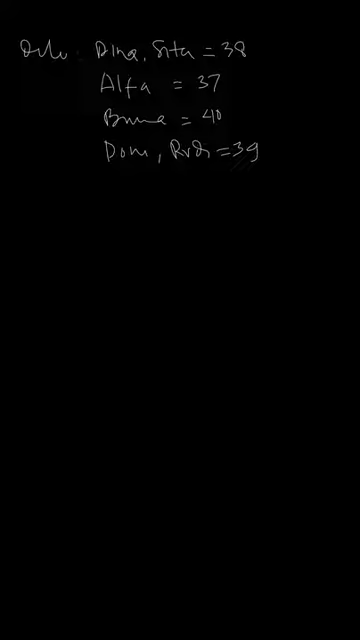 Dina, Sita = 38
Alfa = 37
Bima = 40
Doni, Rudi = 39